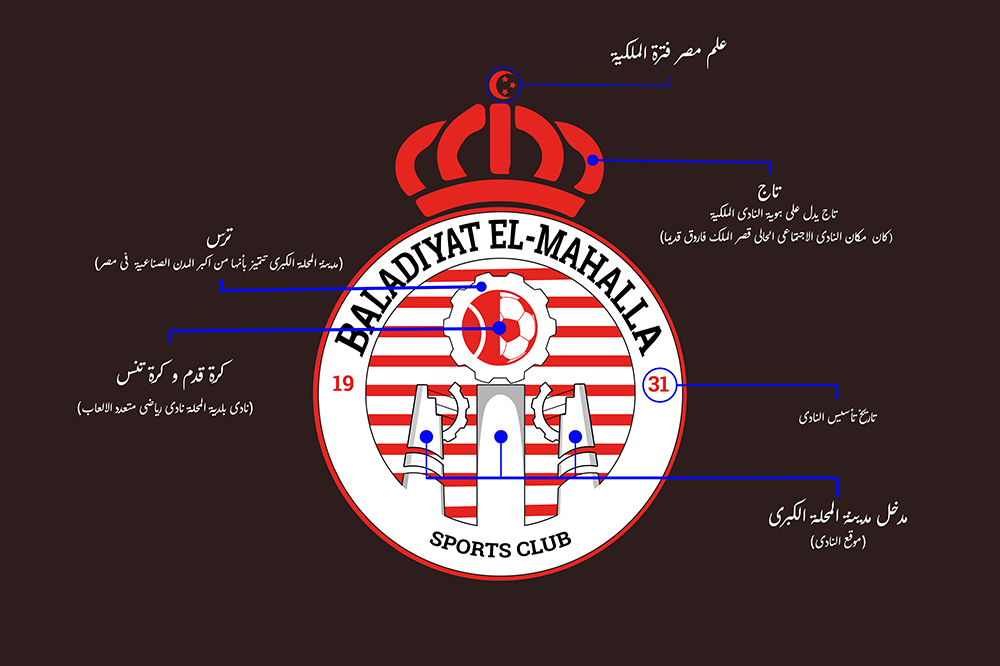 علم مصر فترة الملكية
تاج
تاج يدل على هوية النادى الملكية
(كان مكان النادى الاجتماعى الحالى قصر الملك فاروق قديما)
ترس
(مدينة المحلة الكبرى تتميز بأنها من اكبر المدن الصناعية فى مصر)
BALADIYAT EL-MAHALLA
كرة قدم و كرة تنس
(نادى بلدية المحلة نادى رياضى متعدد الالعاب)
19
31
تاريخ تأسيس النادى
مدخل مدينة المحلة الكبرى
(موقع النادى)
SPORTS CLUB